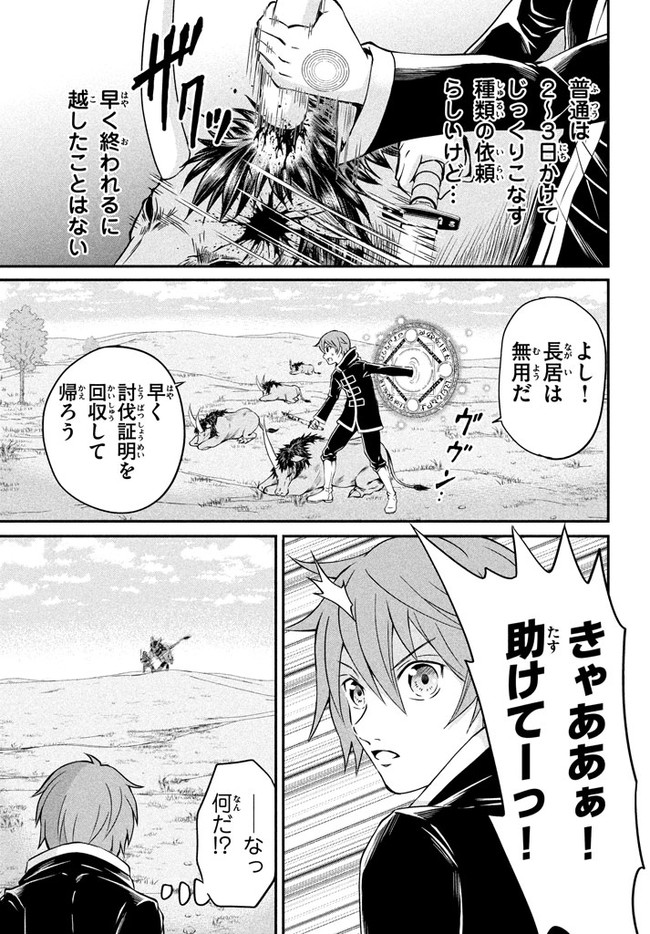 普通は
2〜3日かけて
じっくりこなす
種類の依頼
らしいけど…
早く終われるに
越したことはない
ザクッ
よし！
長居は
無用だ
ヴゥン
早く
討伐証明を
回収して
帰ろう
きゃあああぁ！
助けてーっ！
──なっ
何だ!?